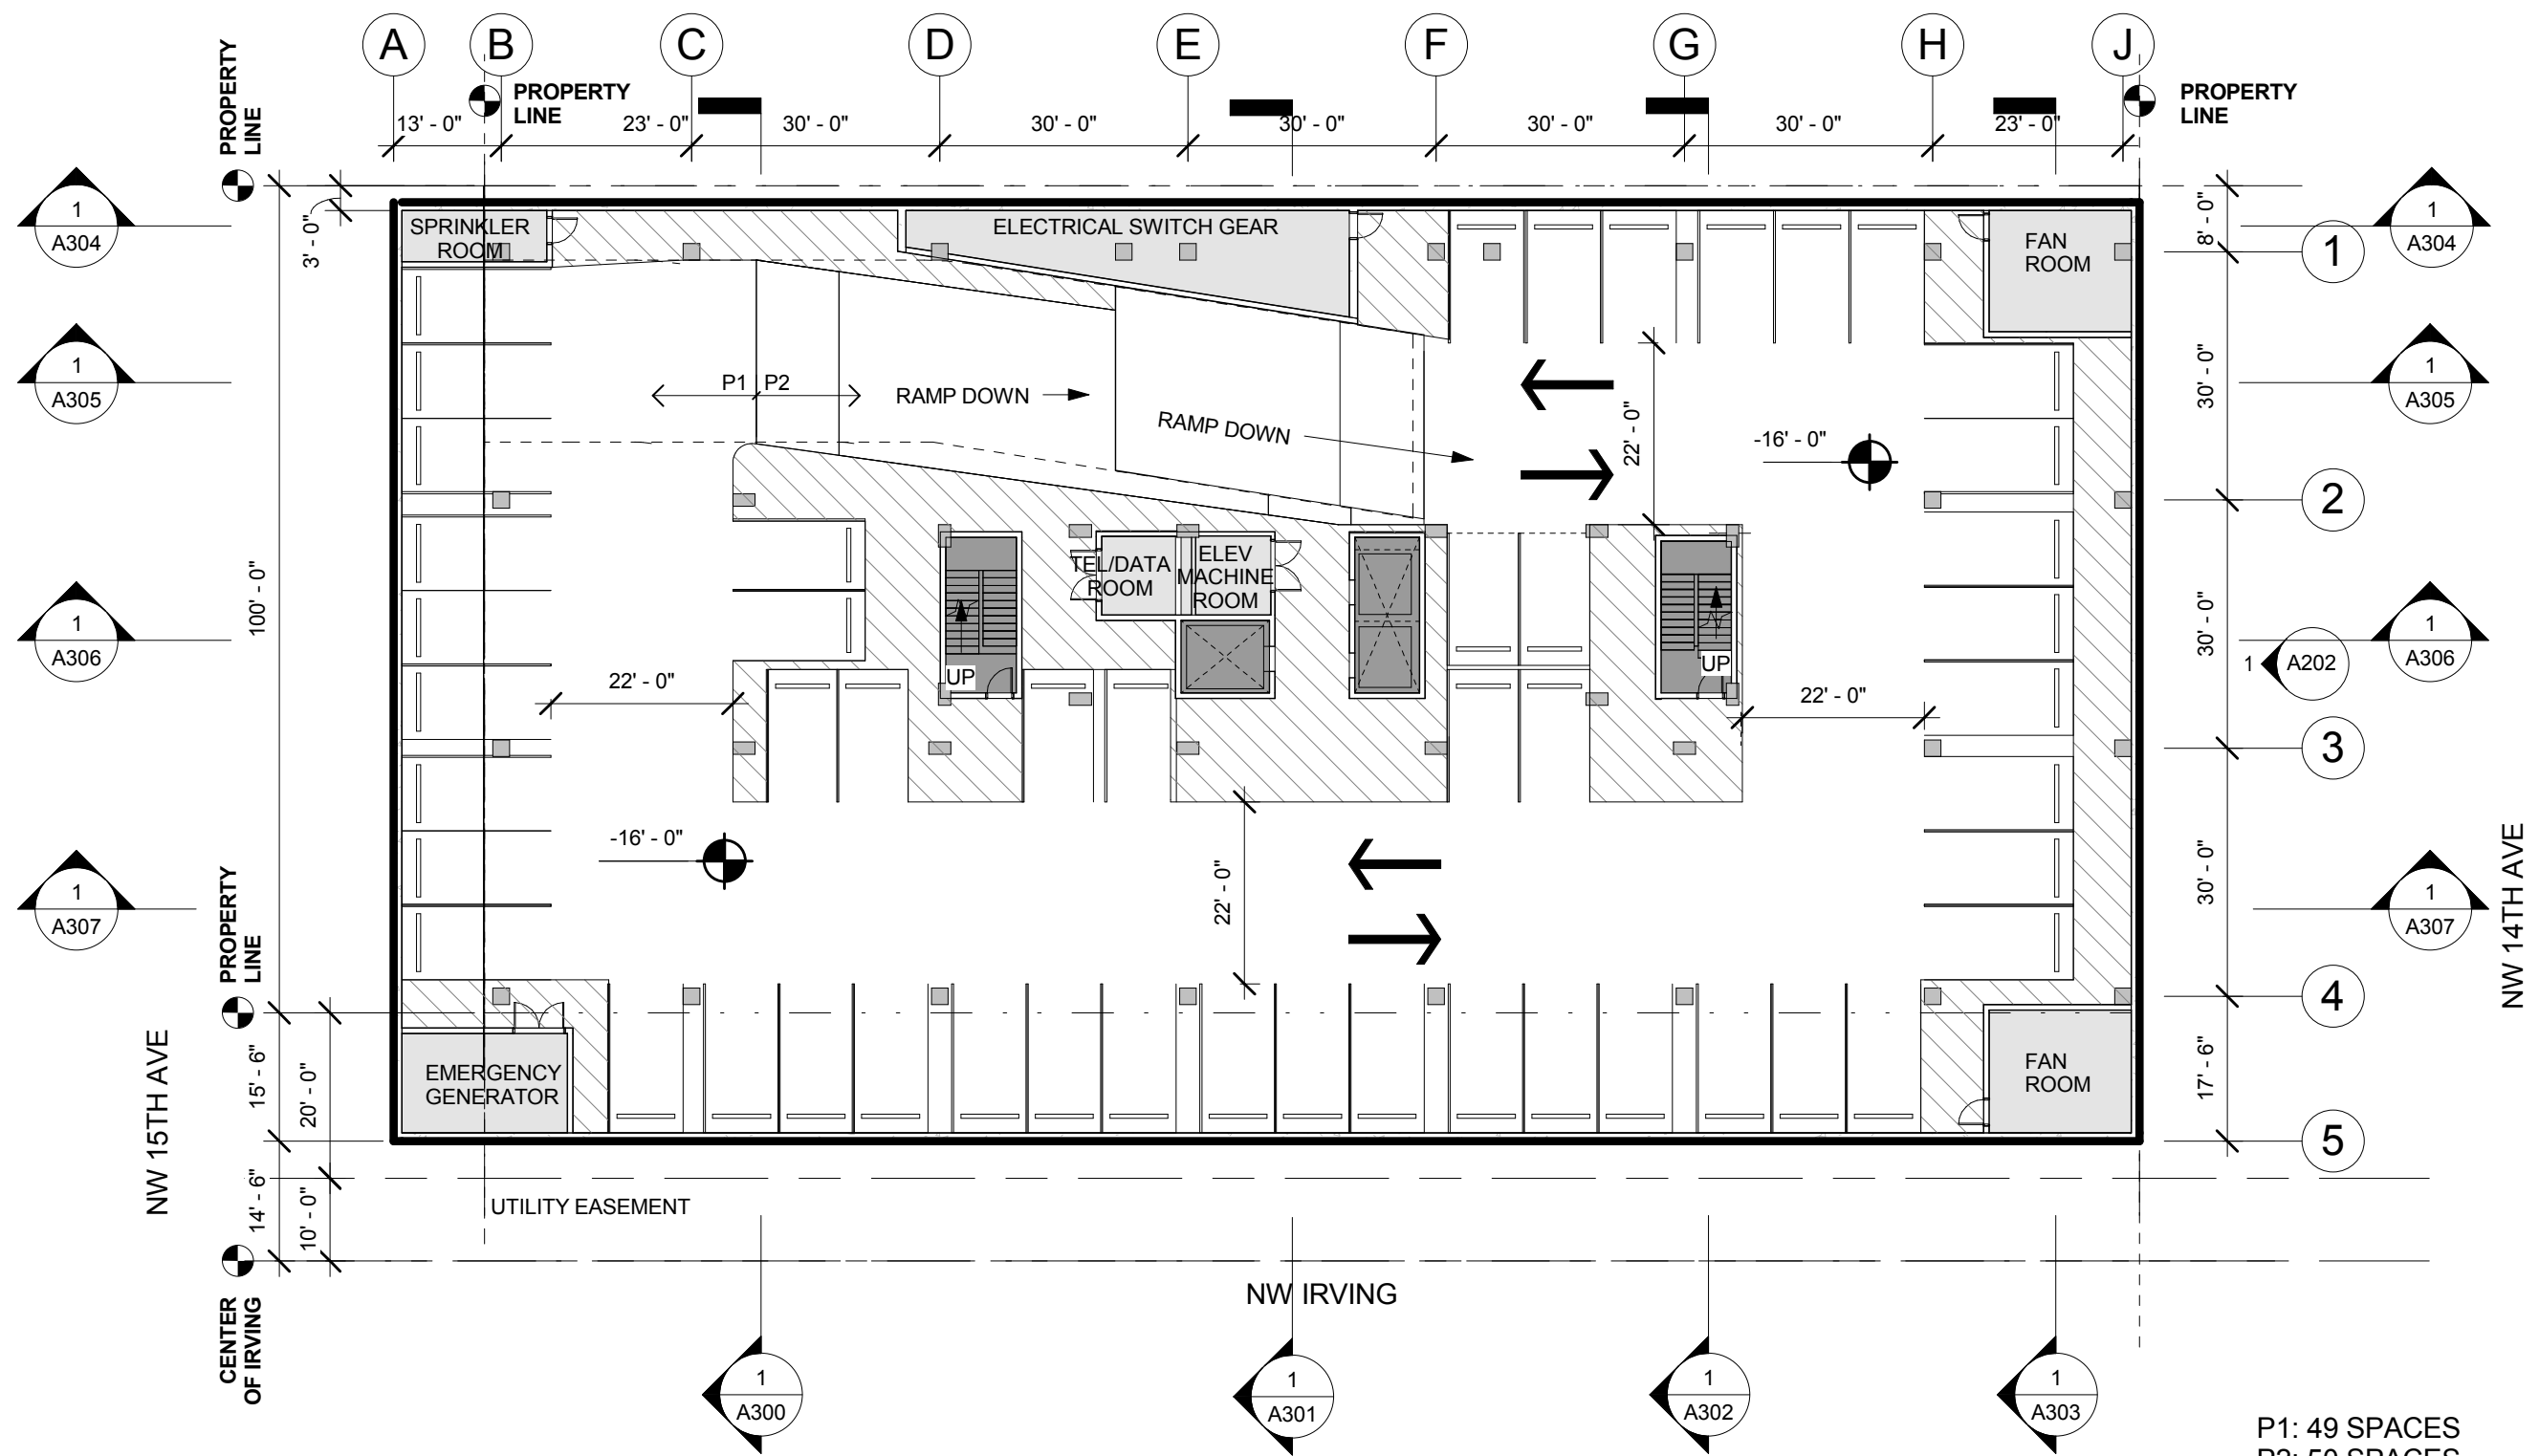 A
B
C
D
E
F
G
H
J
PROPERTY
LINE
PROPERTY
LINE
PROPERTY
LINE
13' - 0"
23' - 0"
30' - 0"
30' - 0"
30' - 0"
30' - 0"
30' - 0"
23' - 0"
1
A304
3' - 0"
SPRINKLER
ROOM
ELECTRICAL SWITCH GEAR
FAN
ROOM
8' - 0"
1
1
A304
1
A305
P1
P2
RAMP DOWN
RAMP DOWN
22' - 0"
-16' - 0"
30' - 0"
1
A305
2
100' - 0"
1
A306
TEL/DATA
ROOM
ELEV
MACHINE
ROOM
UP
UP
22' - 0"
22' - 0"
30' - 0"
1
A306
1
A202
3
-16' - 0"
22' - 0"
1
A307
30' - 0"
1
A307
NW 14TH AVE
PROPERTY
LINE
4
NW 15TH AVE
15' - 6"
20' - 0"
EMERGENCY
GENERATOR
FAN
ROOM
17' - 6"
5
14' - 6"
10' - 0"
UTILITY EASEMENT
NW IRVING
CENTER
OF IRVING
1
A300
1
A301
1
A302
1
A303
P1: 49 SPACES
P2: 50 SPACES